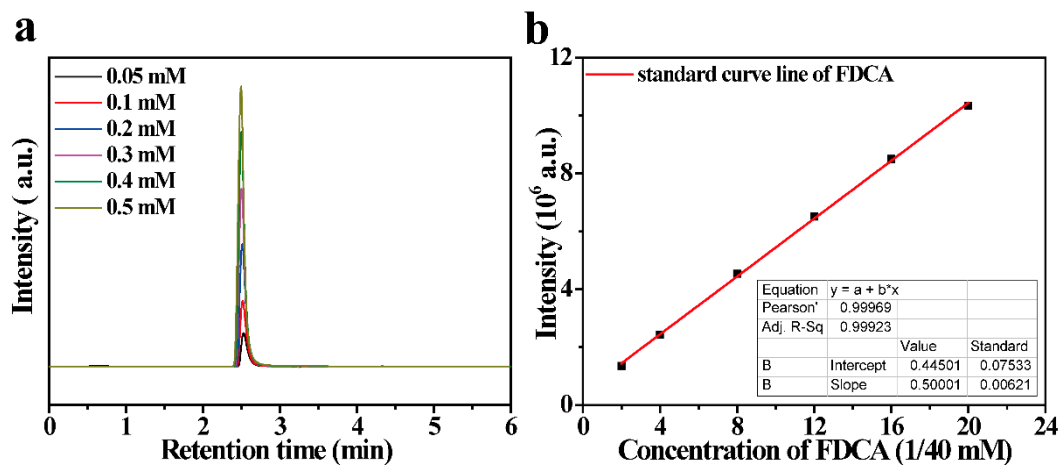 a
0.05 mM
0.1 mM
0.2 mM
0.3 mM
0.4 mM
0.5 mM
Intensity ( a.u.)
0 1 2 3 4 5 6
Retention time (min)
b
standard curve line of FDCA
Intensity (10⁶ a.u.)
12
8
4
0
Equation y = a + b*x
Pearson' 0.99969
Adj. R-Sq 0.99923
Value Standard
B Intercept 0.44501 0.07533
B Slope 0.50001 0.00621
0 4 8 12 16 20 24
Concentration of FDCA (1/40 mM)